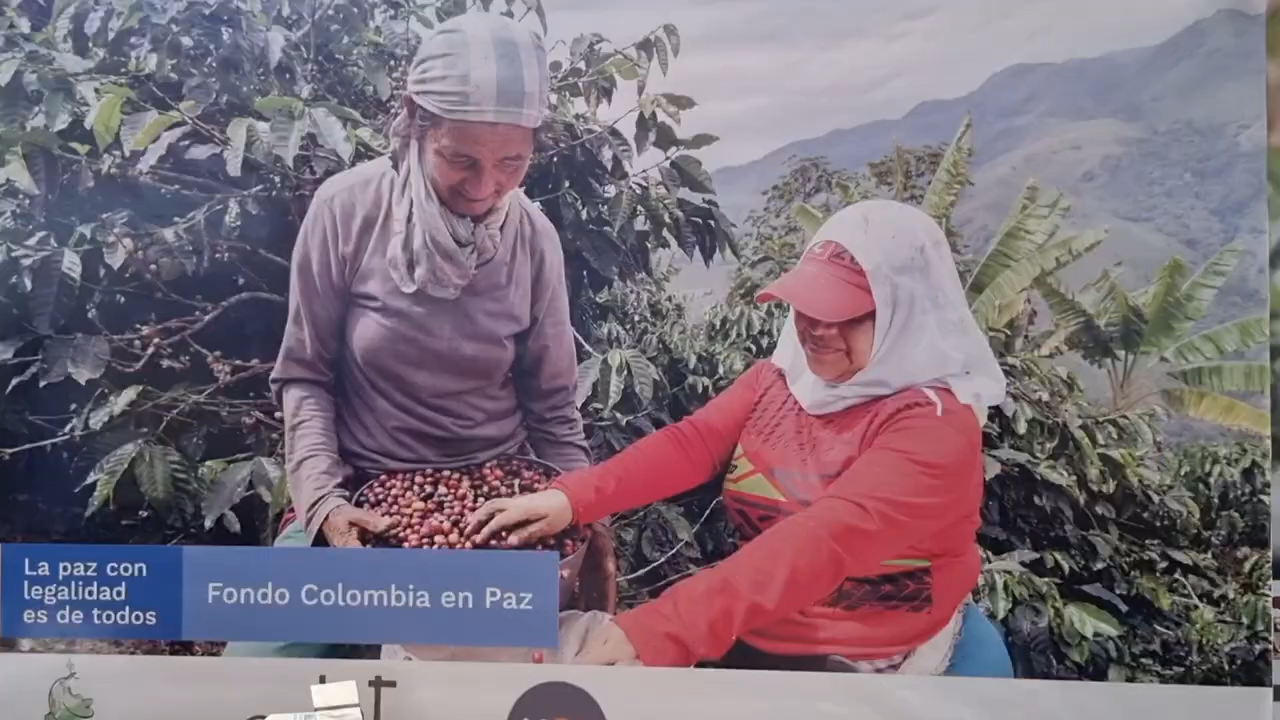 La paz con
legalidad
es de todos
Fondo Colombia en Paz